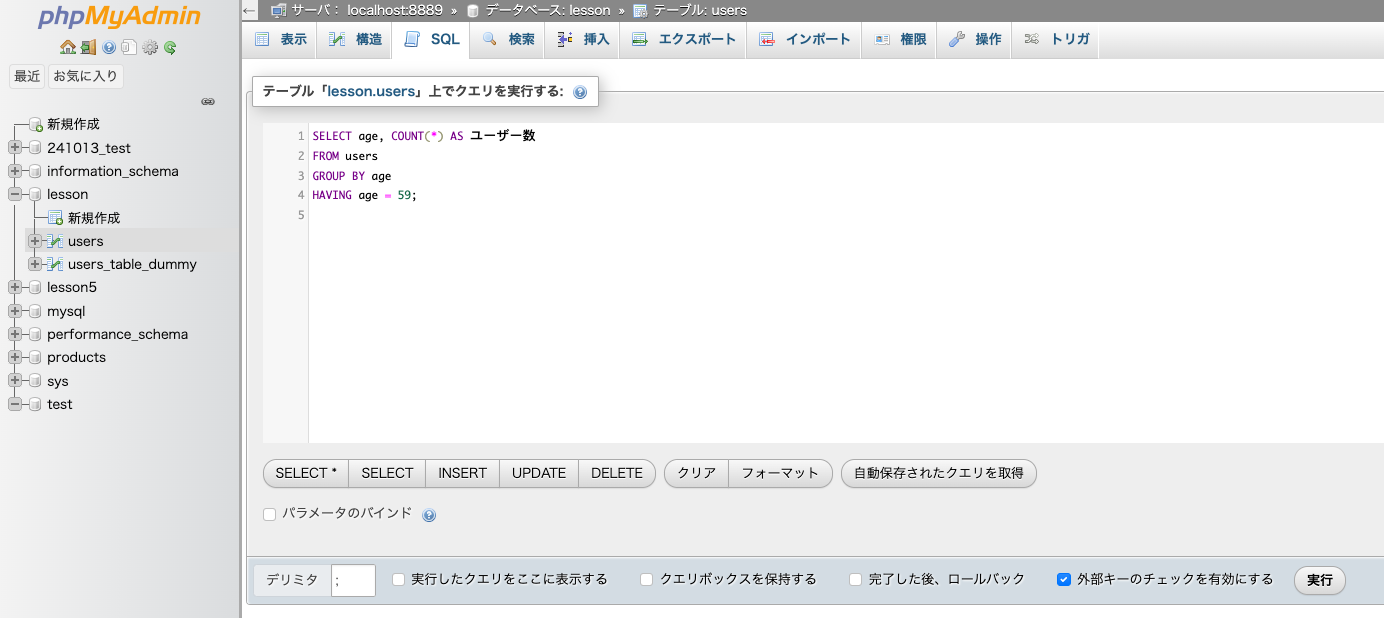 phpMyAdmin
最近 お気に入り
新規作成
241013_test
information_schema
lesson
新規作成
users
users_table_dummy
lesson5
mysql
performance_schema
products
sys
test
← サーバ: localhost:8889 » データベース: lesson » テーブル: users
表示 構造 SQL 検索 挿入 エクスポート インポート 権限 操作 トリガ
テーブル「lesson.users」上でクエリを実行する:
1 SELECT age, COUNT(*) AS ユーザー数
2 FROM users
3 GROUP BY age
4 HAVING age = 59;
5
SELECT * SELECT INSERT UPDATE DELETE クリア フォーマット 自動保存されたクエリを取得
パラメータのバインド
デリミタ ; 実行したクエリをここに表示する クエリボックスを保持する 完了した後、ロールバック 外部キーのチェックを有効にする 実行